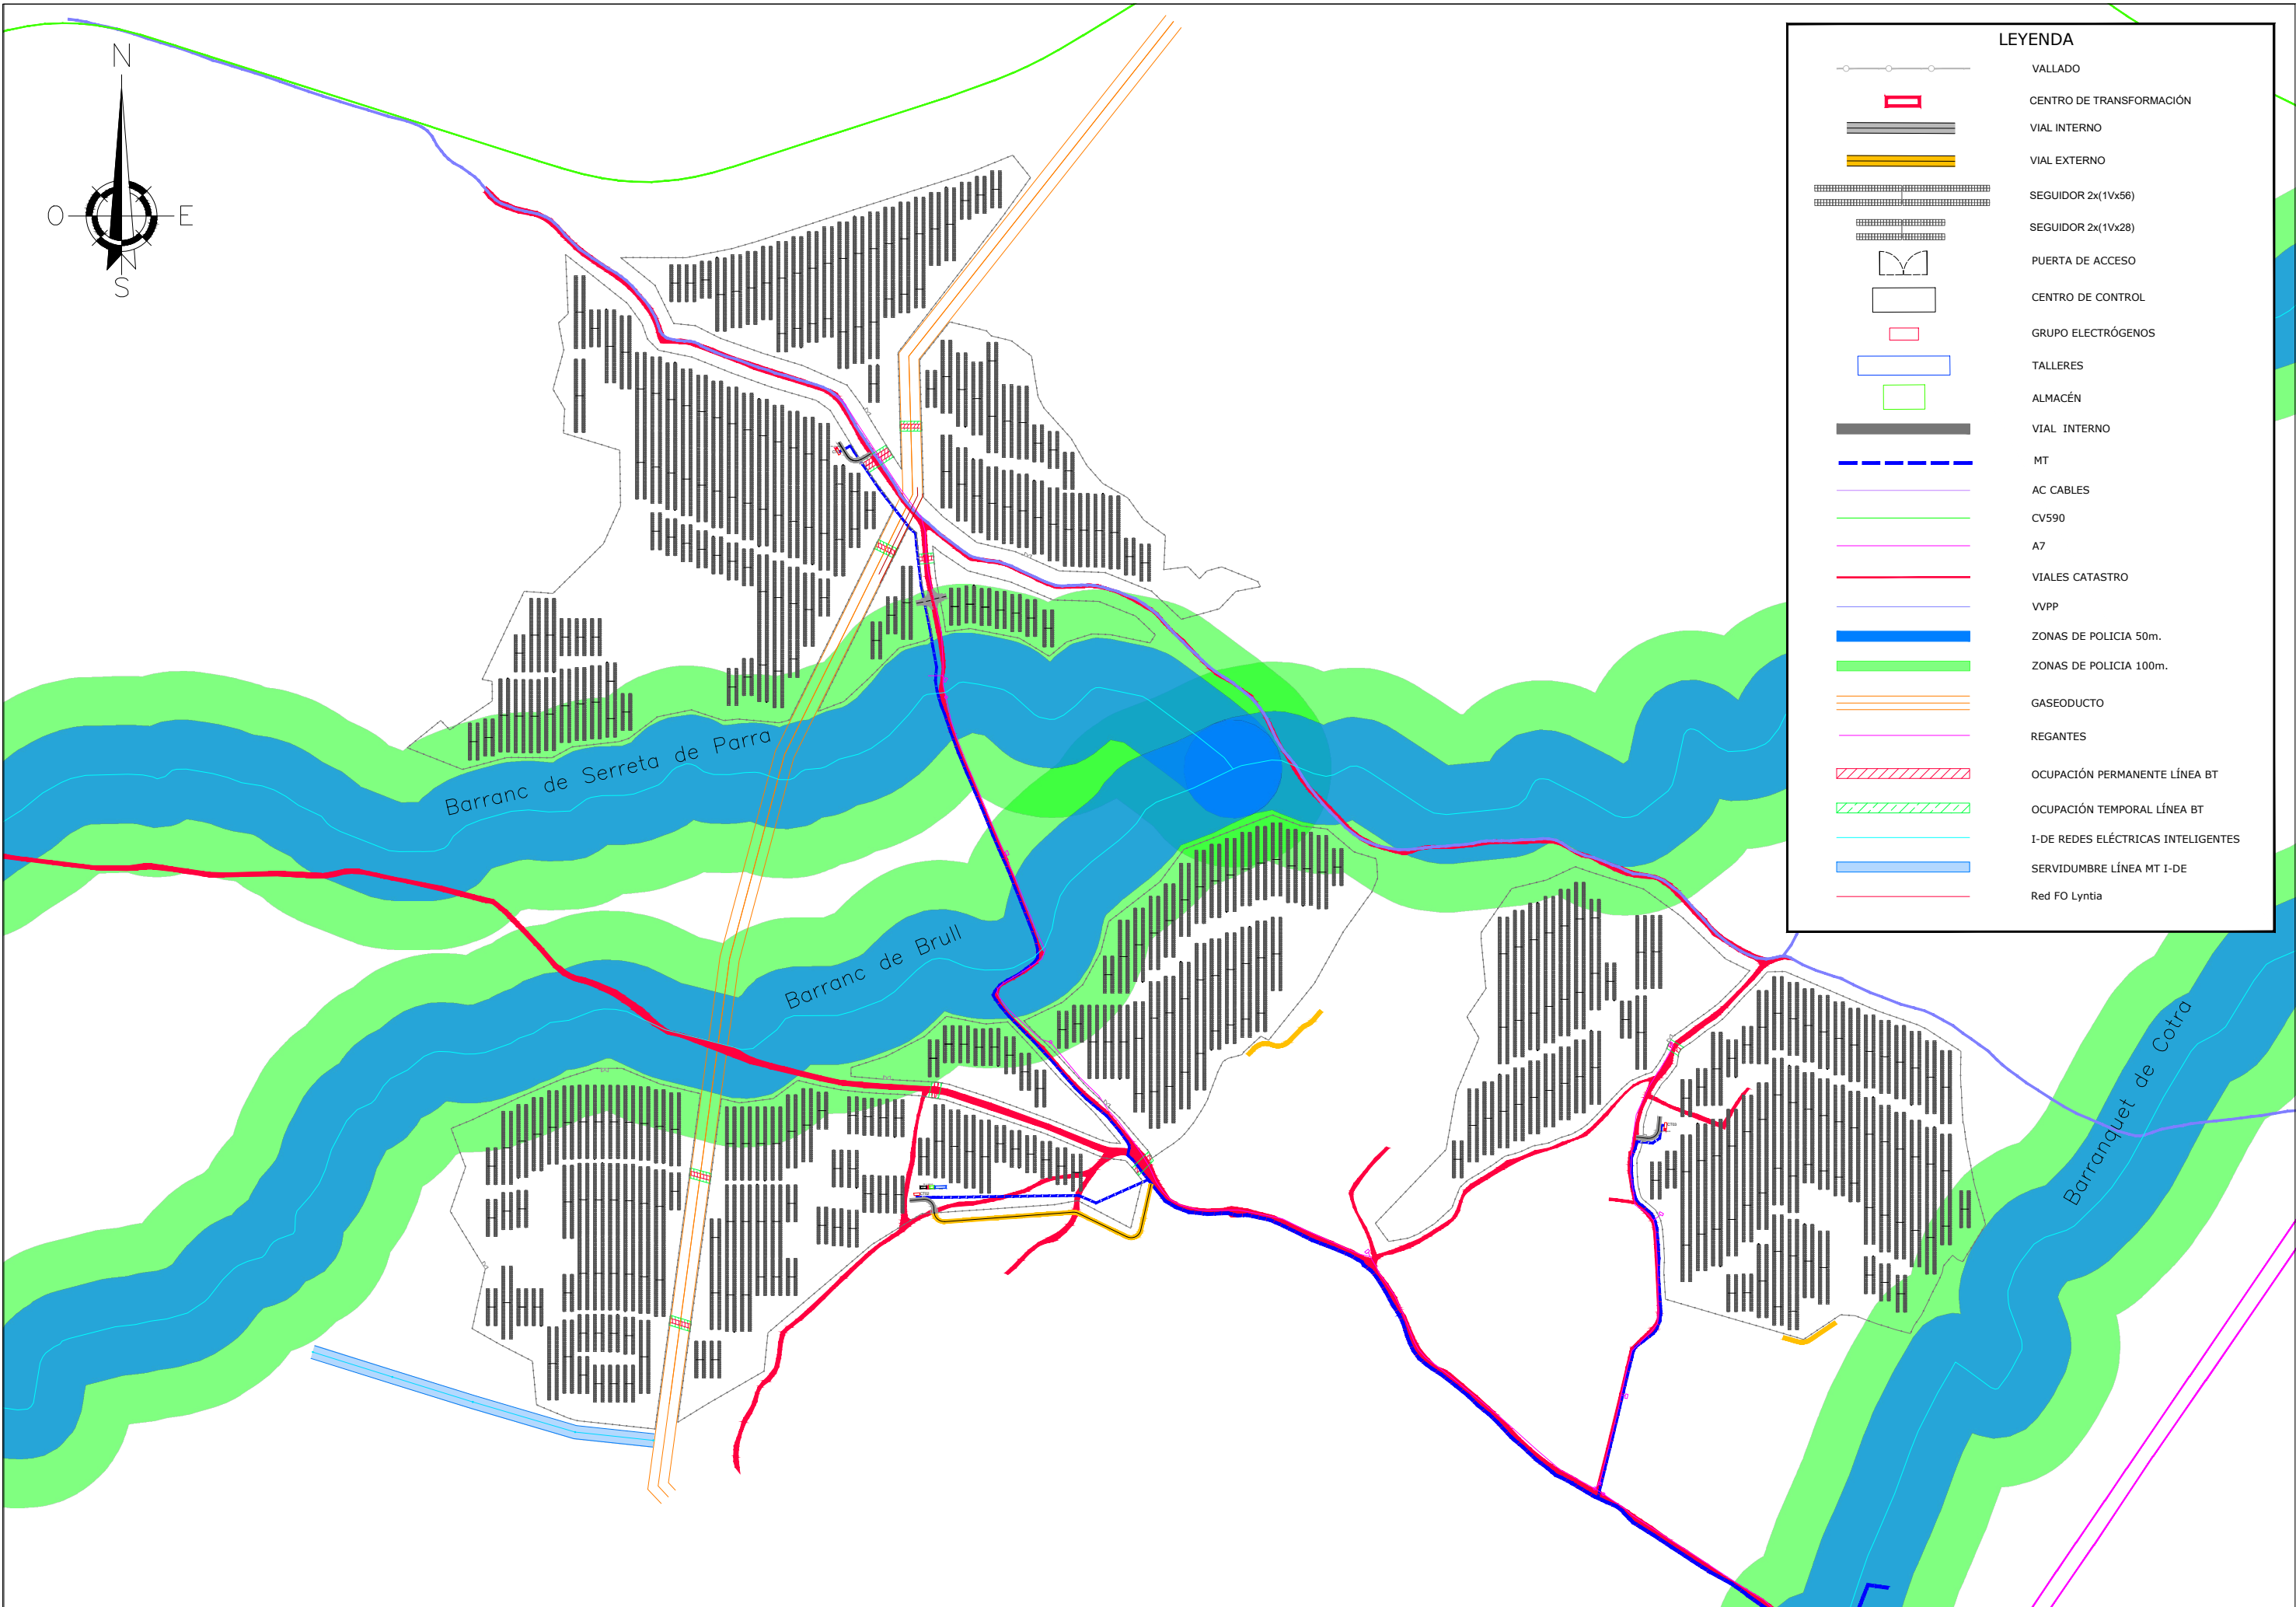 N
O
E
S
LEYENDA
VALLADO
CENTRO DE TRANSFORMACIÓN
VIAL INTERNO
VIAL EXTERNO
SEGUIDOR 2x(1Vx56)
SEGUIDOR 2x(1Vx28)
PUERTA DE ACCESO
CENTRO DE CONTROL
GRUPO ELECTRÓGENOS
TALLERES
ALMACÉN
VIAL  INTERNO
MT
AC CABLES
CV590
A7
VIALES CATASTRO
VVPP
ZONAS DE POLICIA 50m.
ZONAS DE POLICIA 100m.
GASEODUCTO
REGANTES
OCUPACIÓN PERMANENTE LÍNEA BT
OCUPACIÓN TEMPORAL LÍNEA BT
I-DE REDES ELÉCTRICAS INTELIGENTES
SERVIDUMBRE LÍNEA MT I-DE
Red FO Lyntia
Barranc de Serreta de Parra
Barranc de Brull
Barranquet de Cotra